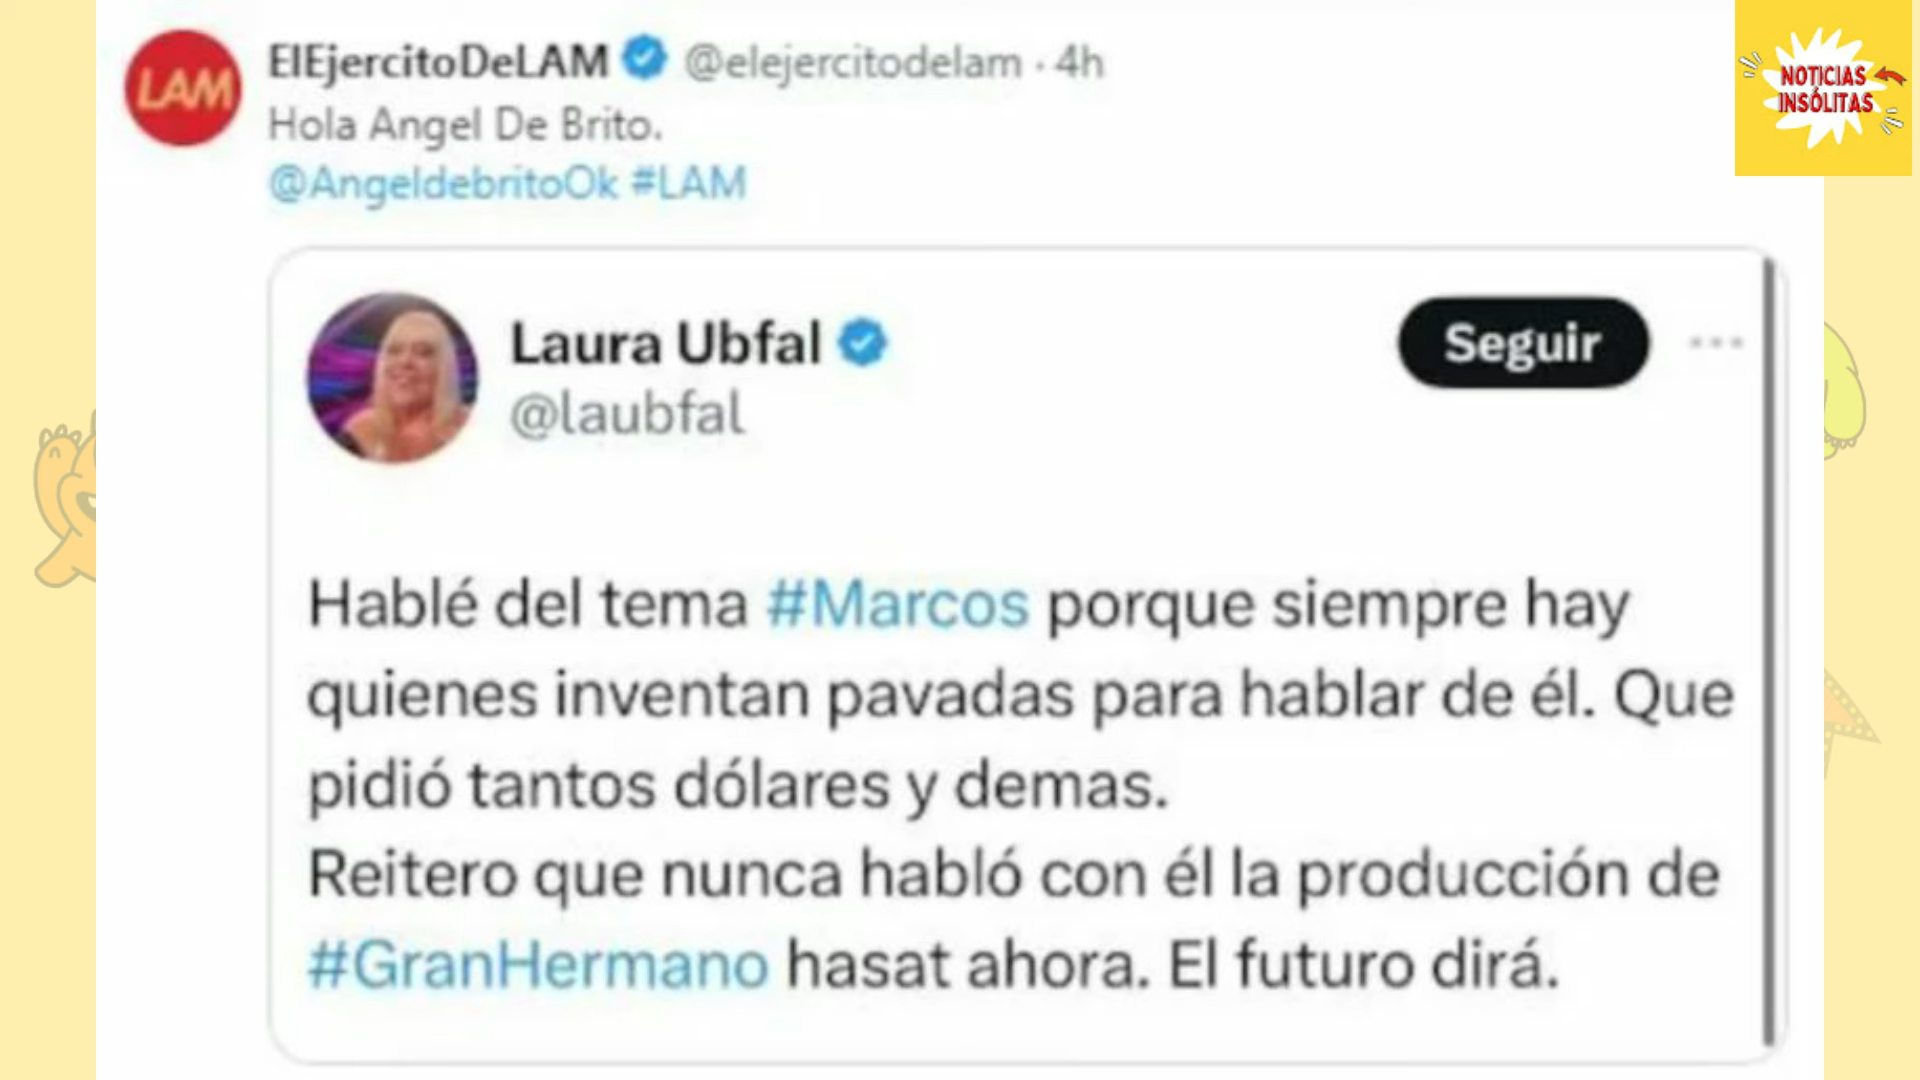 ElEjercitoDeLAM @elejercitodelam · 4h
LAM
Hola Angel De Brito.
@AngeldebritoOk #LAM
NOTICIAS
INSÓLITAS
Laura Ubfal
@laubfal
Seguir
Hablé del tema #Marcos porque siempre hay
quienes inventan pavadas para hablar de él. Que
pidió tantos dólares y demas.
Reitero que nunca habló con él la producción de
#GranHermano hasat ahora. El futuro dirá.